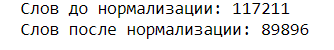 Слов до нормализации: 117211
Слов после нормализации: 89896